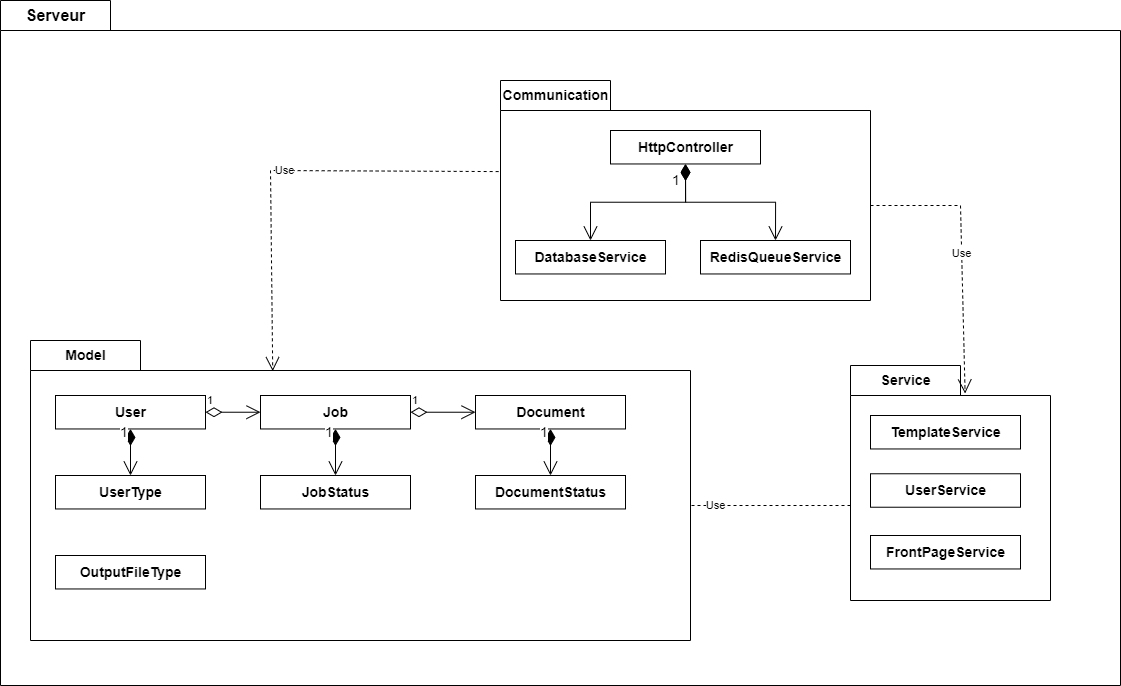 Serveur
Communication
HttpController
1
DatabaseService
RedisQueueService
Use
Use
Model
User
1
Job
1
Document
1
1
1
UserType
JobStatus
DocumentStatus
OutputFileType
Use
Service
TemplateService
UserService
FrontPageService